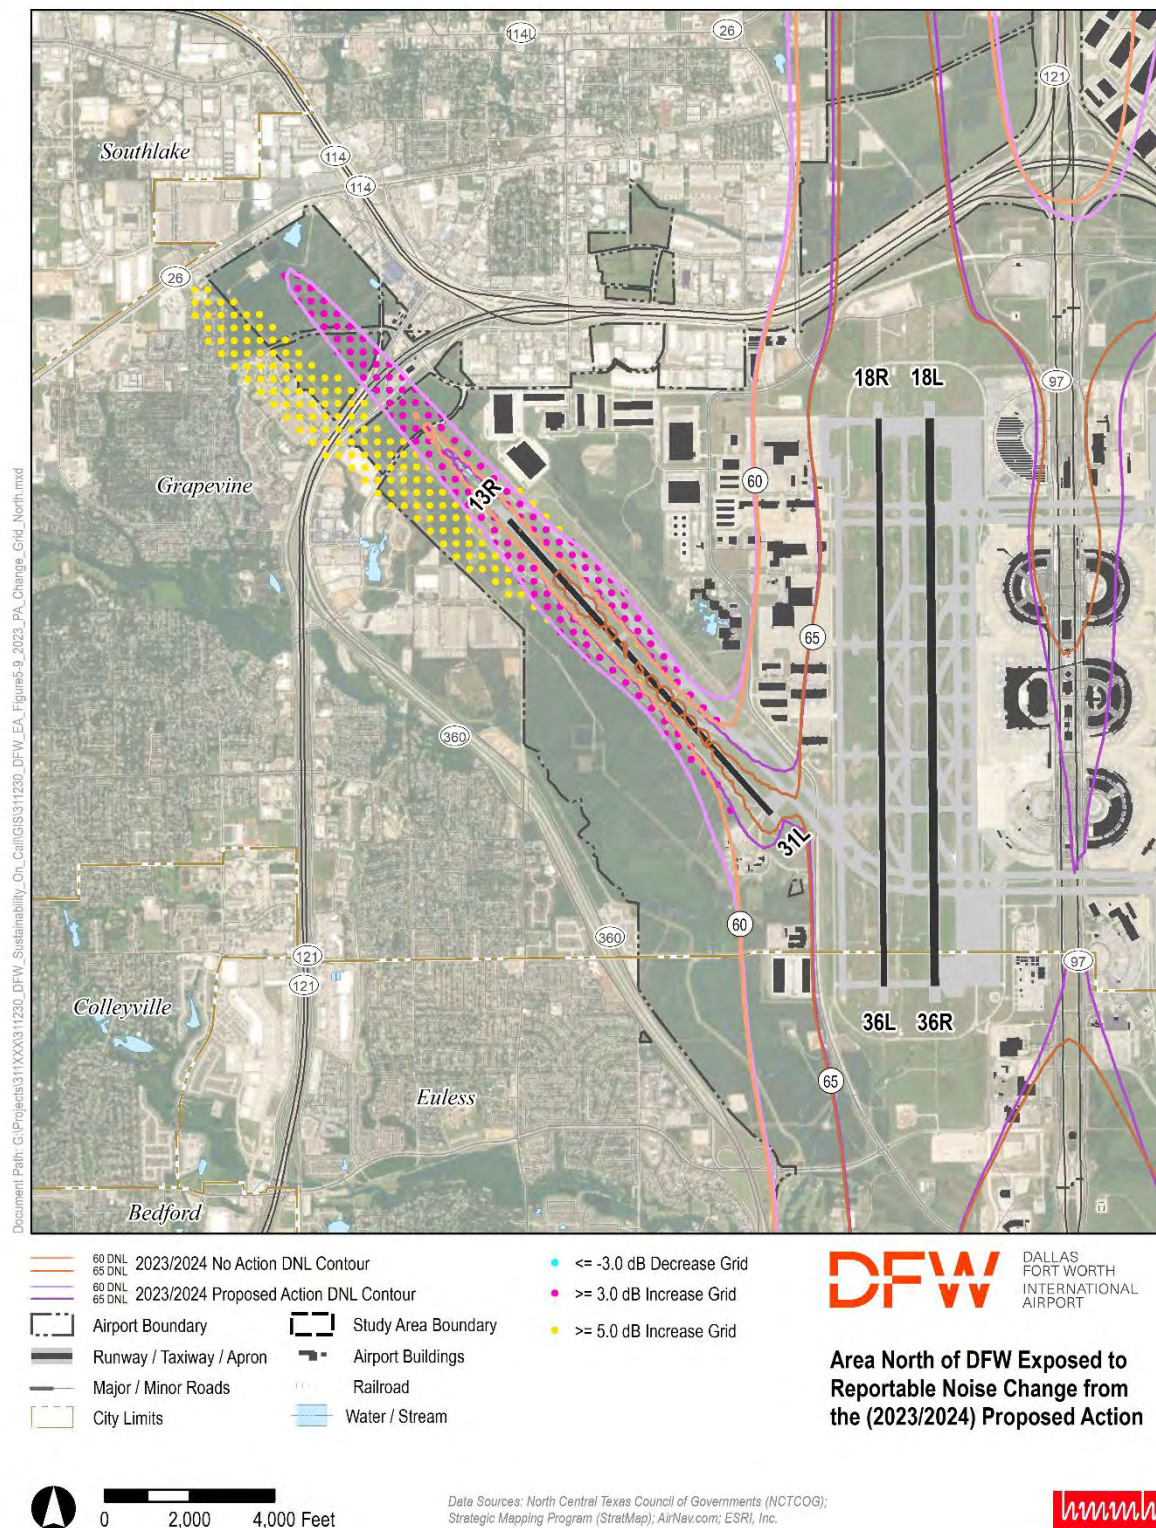 114L
26
121
Southlake
114
114
26
18R 18L
97
Grapevine
13R
60
65
360
31L
60
360
121
121
97
Colleyville
36L 36R
65
Euless
Bedford
Document Path: G:\Projects\311XXX\311230_DFW_Sustainability_On_Call\GIS\311230_DFW_EA_Figure5-9_2023_PA_Change_Grid_North.mxd
60 DNL
65 DNL
2023/2024 No Action DNL Contour
60 DNL
65 DNL
2023/2024 Proposed Action DNL Contour
Airport Boundary
Study Area Boundary
Runway / Taxiway / Apron
Airport Buildings
Major / Minor Roads
Railroad
City Limits
Water / Stream
<= -3.0 dB Decrease Grid
>= 3.0 dB Increase Grid
>= 5.0 dB Increase Grid
DFW
DALLAS
FORT WORTH
INTERNATIONAL
AIRPORT
Area North of DFW Exposed to
Reportable Noise Change from
the (2023/2024) Proposed Action
0 2,000 4,000 Feet
Data Sources: North Central Texas Council of Governments (NCTCOG);
Strategic Mapping Program (StratMap); AirNav.com; ESRI, Inc.
hmmh